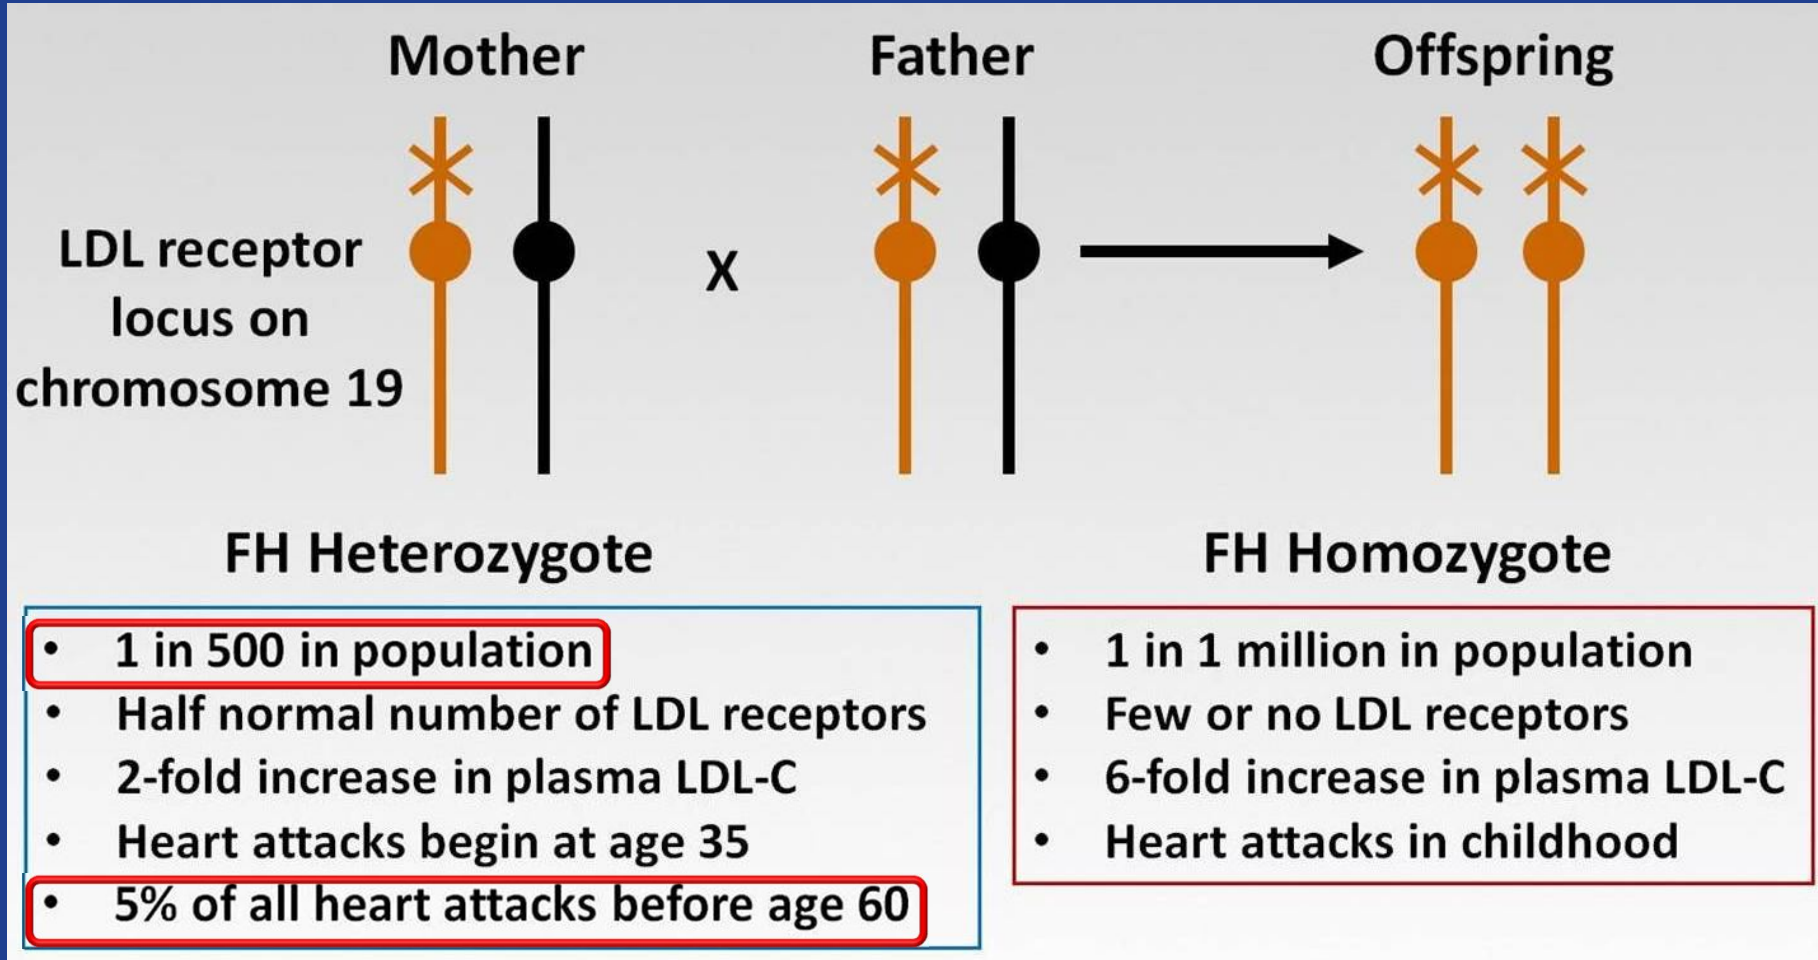 Mother
Father
Offspring
LDL receptor
locus on
chromosome 19
X
FH Heterozygote
• 1 in 500 in population
• Half normal number of LDL receptors
• 2-fold increase in plasma LDL-C
• Heart attacks begin at age 35
• 5% of all heart attacks before age 60
FH Homozygote
• 1 in 1 million in population
• Few or no LDL receptors
• 6-fold increase in plasma LDL-C
• Heart attacks in childhood